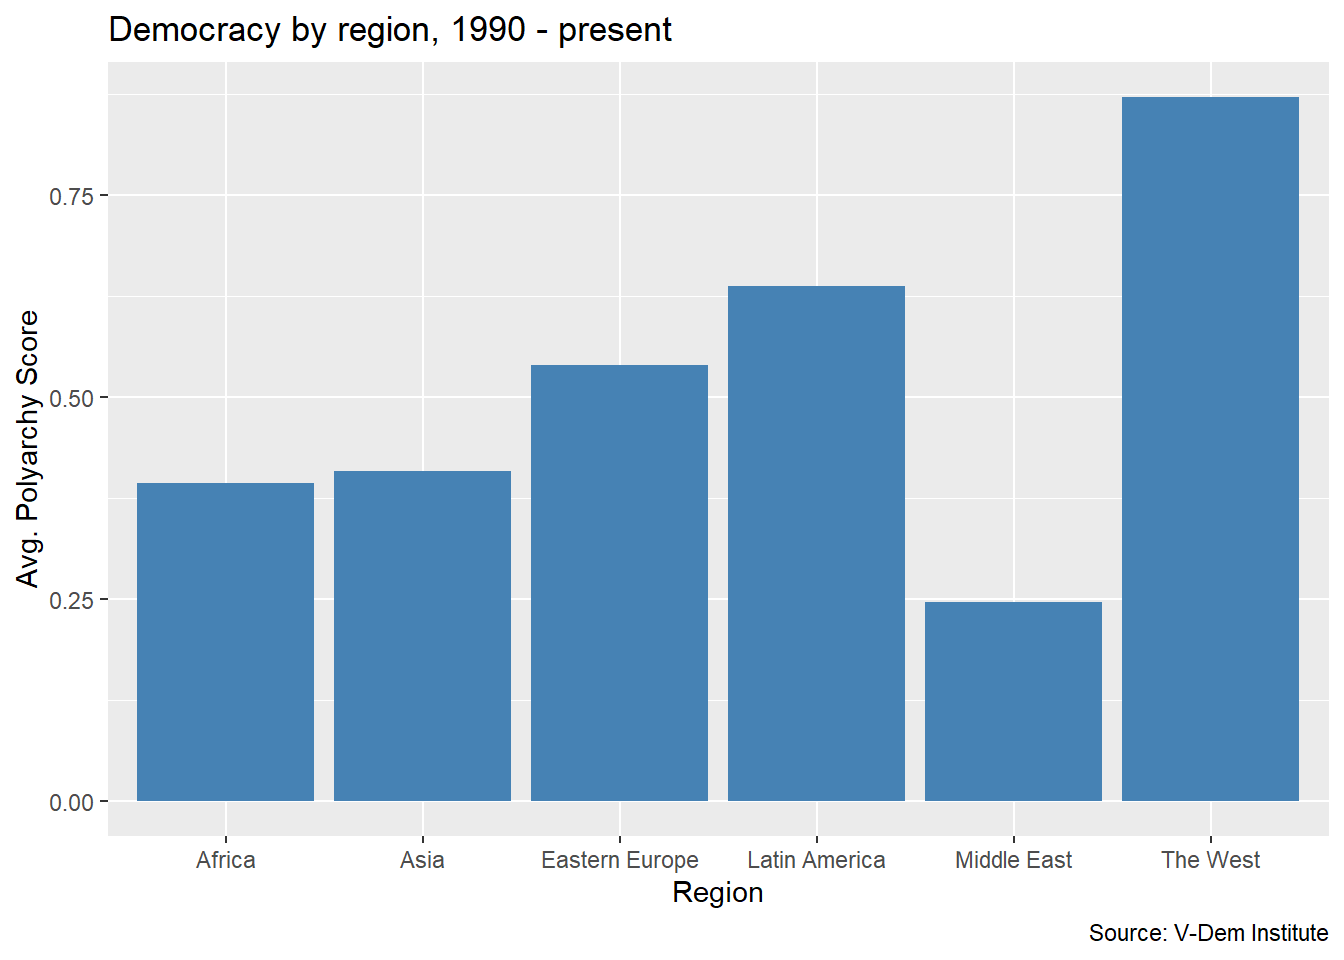 Democracy by region, 1990 - present
Avg. Polyarchy Score
0.75
0.50
0.25
0.00
Africa Asia Eastern Europe Latin America Middle East The West
Region
Source: V-Dem Institute